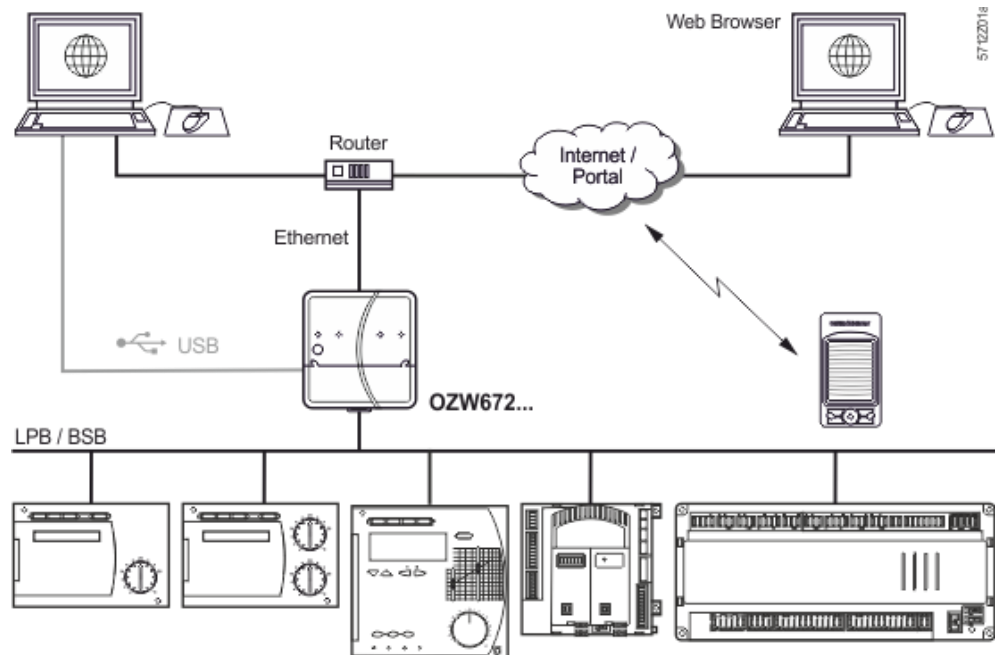 Web Browser
5712Z01a
Router
Internet /
Portal
Ethernet
USB
OZW672...
LPB / BSB